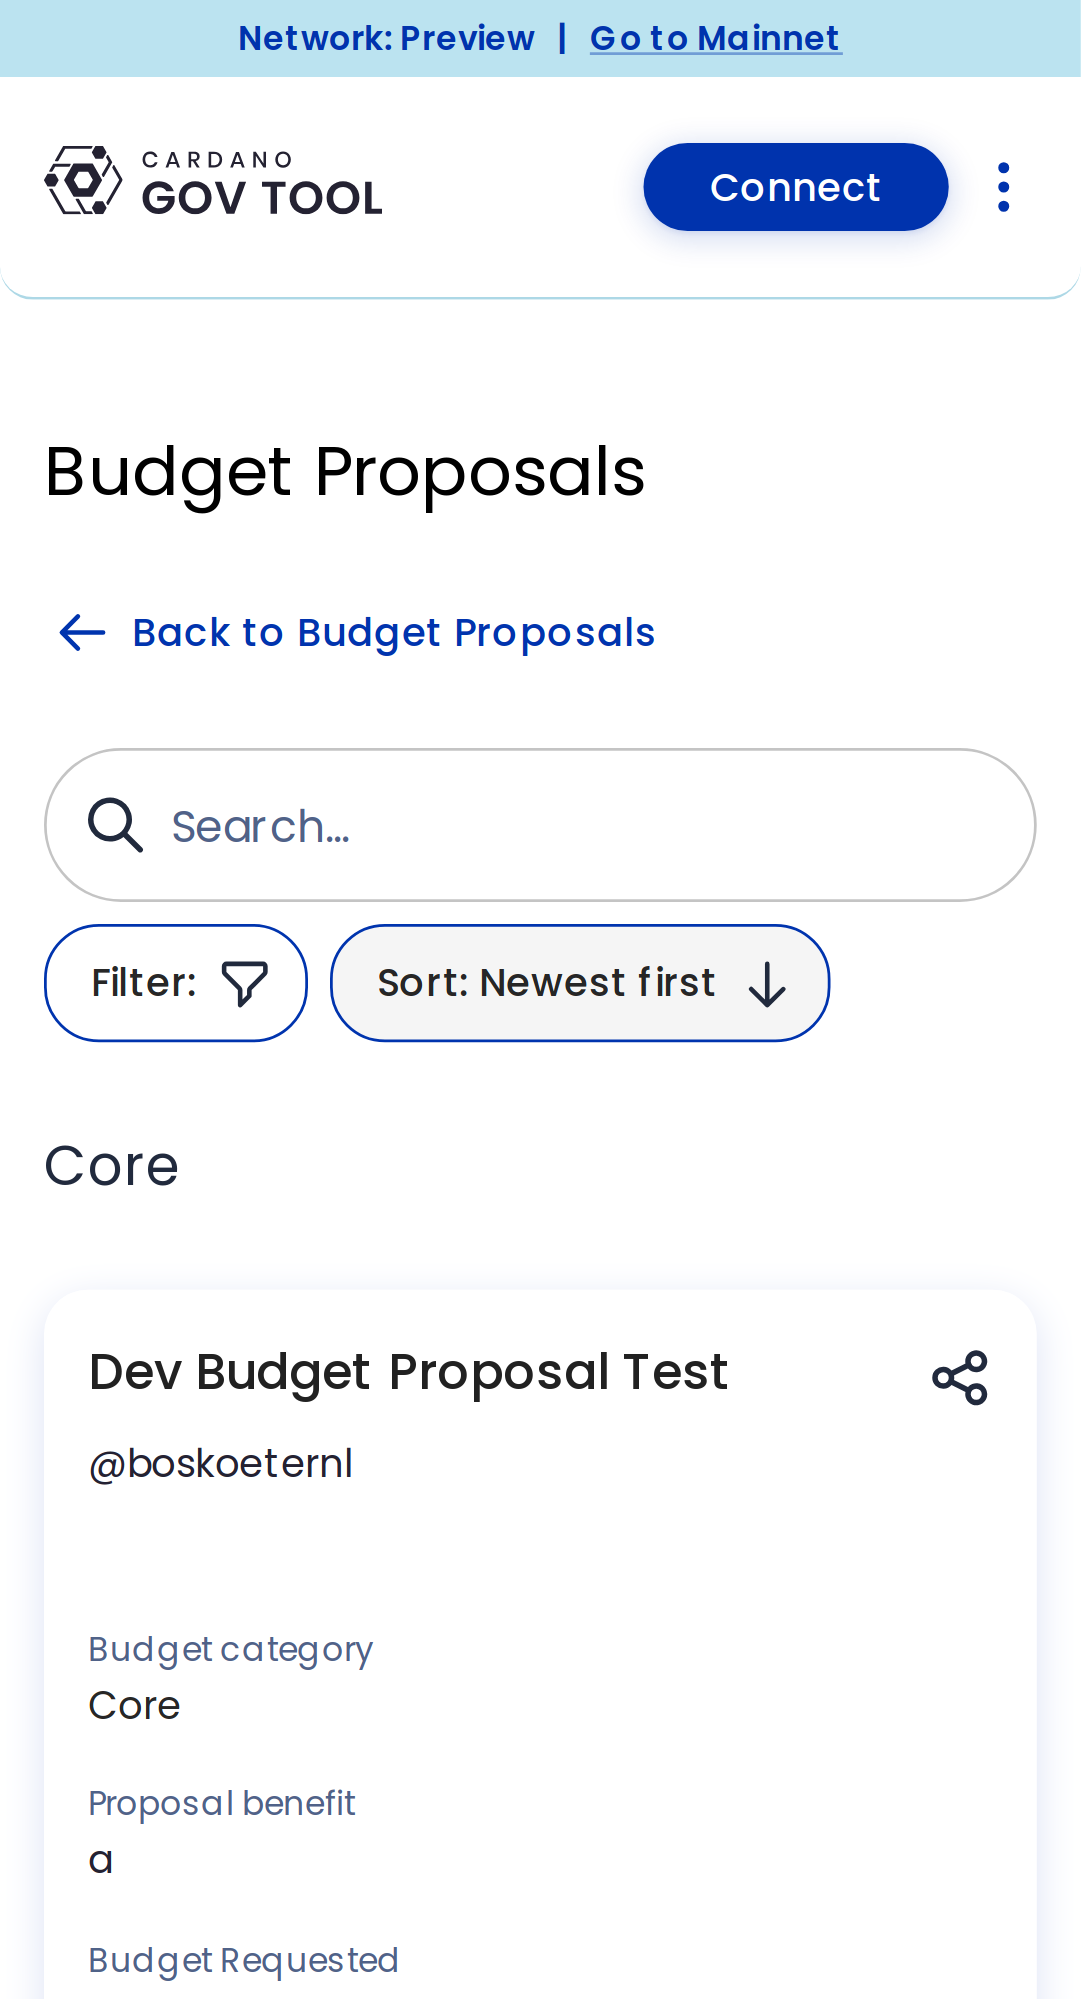 Network: Preview | Go to Mainnet
CARDANO
GOV TOOL
Connect
Budget Proposals
Back to Budget Proposals
Search...
Filter:
Sort: Newest first
Core
Dev Budget Proposal Test
@boskoeternl
Budget category
Core
Proposal benefit
a
Budget Requested